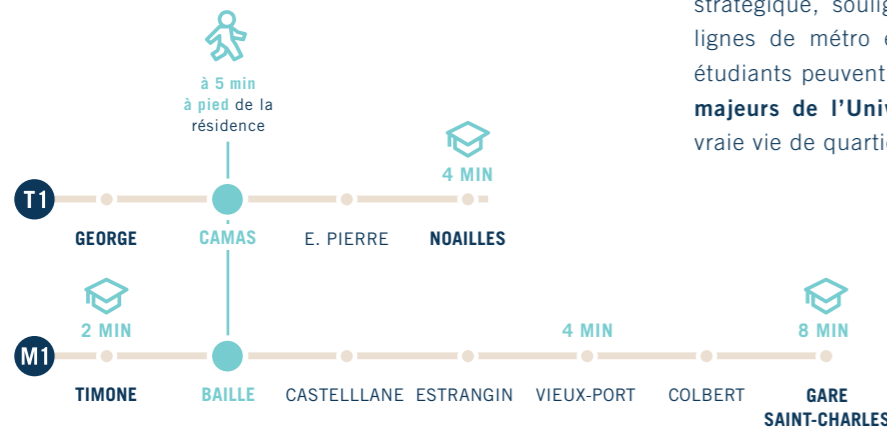 stratégique, soulig
lignes de métro e
étudiants peuvent
majeurs de l'Univ
vraie vie de quartie
à 5 min
à pied de la
résidence
4 MIN
T1
GEORGE
CAMAS
E. PIERRE
NOAILLES
2 MIN
4 MIN
8 MIN
M1
TIMONE
BAILLE
CASTELLLANE
ESTRANGIN
VIEUX-PORT
COLBERT
GARE
SAINT-CHARLES